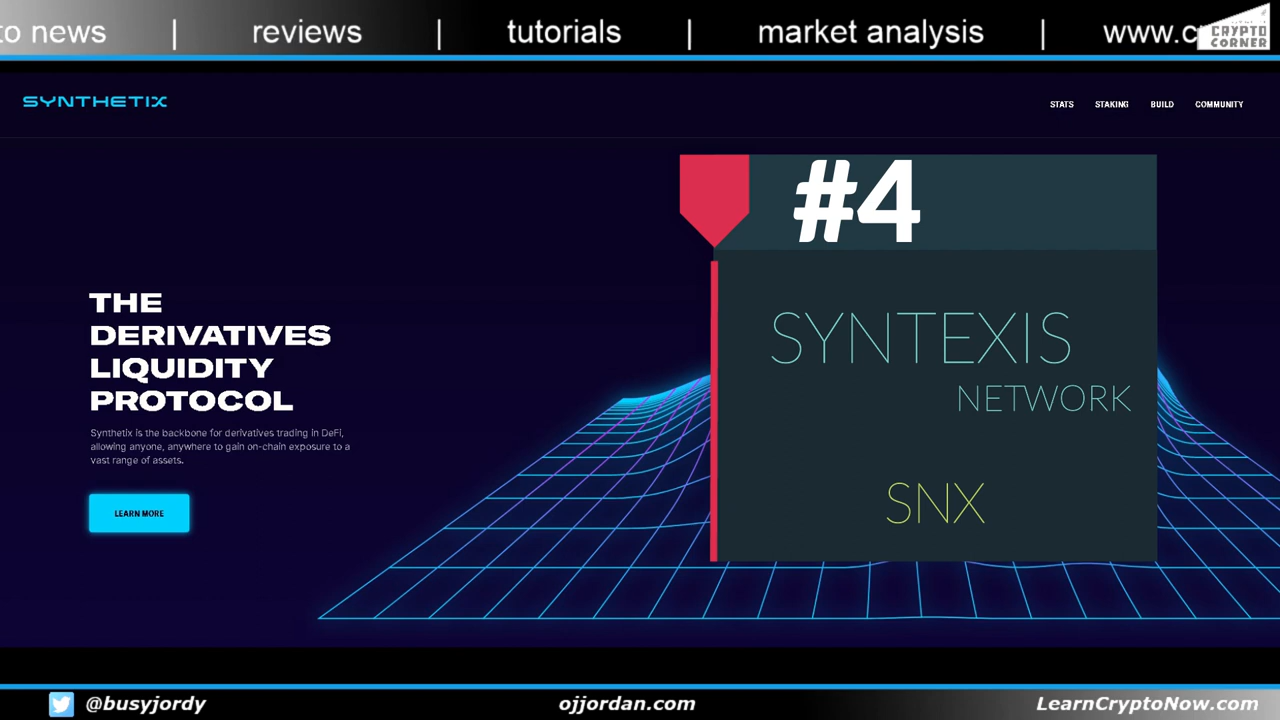 to news | reviews | tutorials | market analysis | www.c
CRYPTO
CORNER
SYNTHETIX
STATS STAKING BUILD COMMUNITY
#4
THE
DERIVATIVES
LIQUIDITY
PROTOCOL
Synthetix is the backbone for derivatives trading in DeFi,
allowing anyone, anywhere to gain on-chain exposure to a
vast range of assets.
LEARN MORE
SYNTEXIS
NETWORK
SNX
@busyjordy ojjordan.com LearnCryptoNow.com